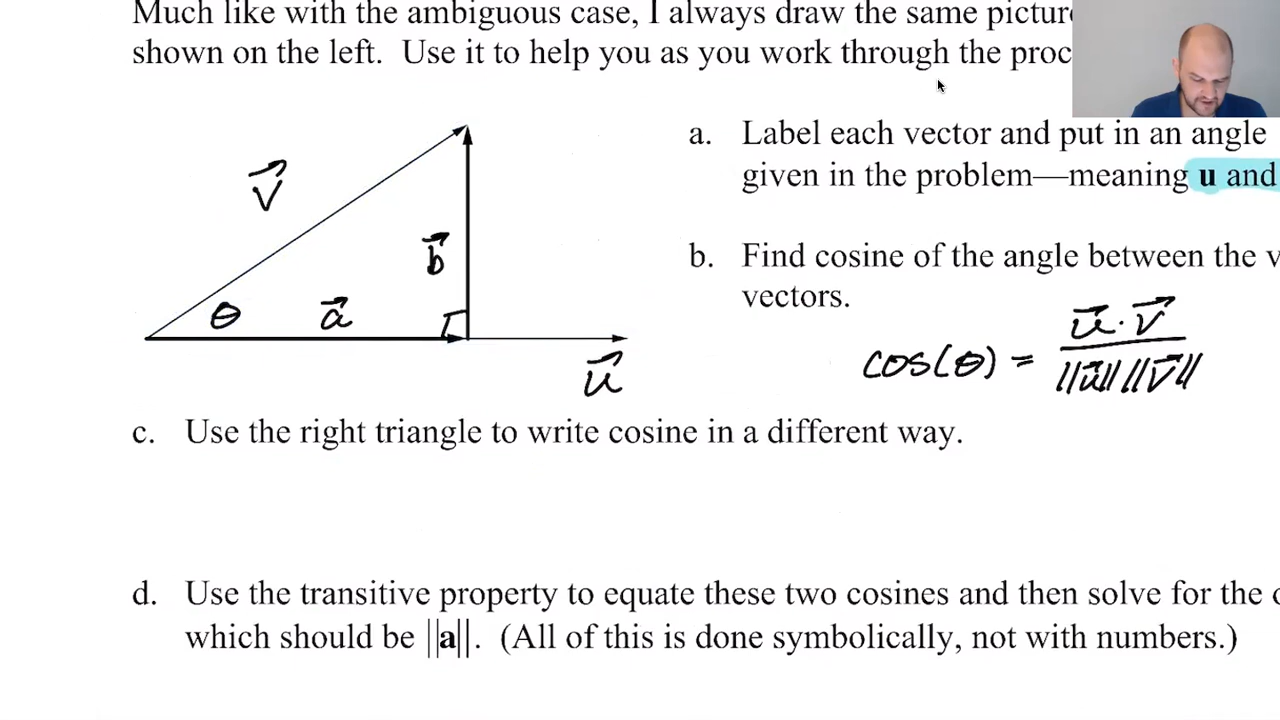 Much like with the ambiguous case, I always draw the same
shown on the left. Use it to help you as you work through the
v⃗
b⃗
θ
a⃗
u⃗
a. Label each vector and put in an angle
given in the problem—meaning u and
b. Find cosine of the angle between the
vectors.
cos(θ) = u⃗·v⃗ / ||u⃗|| ||v⃗||
c. Use the right triangle to write cosine in a different way.
d. Use the transitive property to equate these two cosines and then solve for the
which should be ||a||. (All of this is done symbolically, not with numbers.)